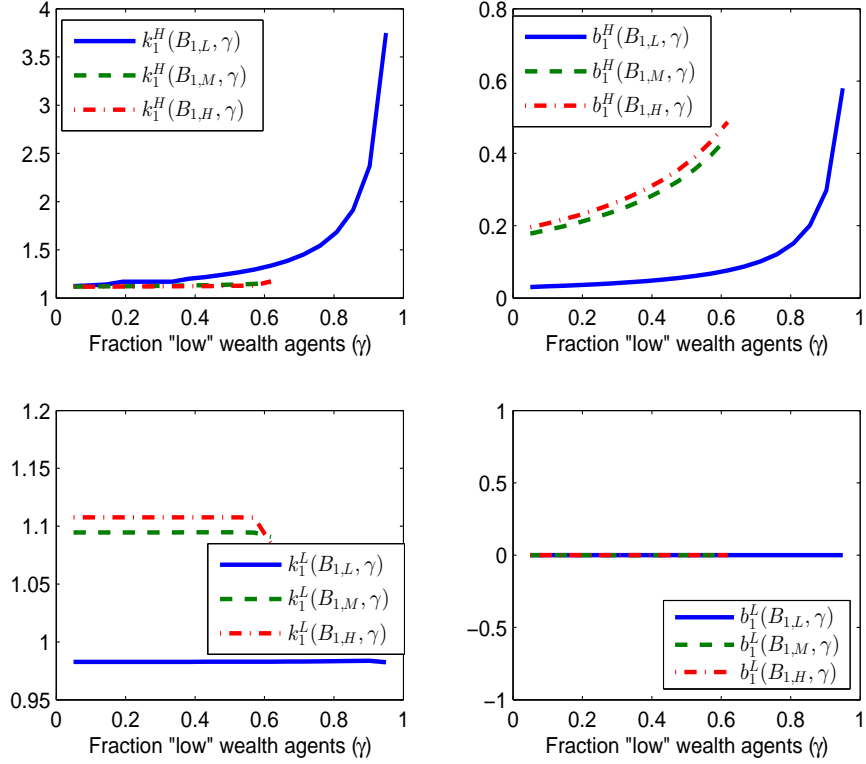 4
3.5
3
2.5
2
1.5
1
0
0.2
0.4
0.6
0.8
1
k_1^H(B_{1,L}, γ)
k_1^H(B_{1,M}, γ)
k_1^H(B_{1,H}, γ)
Fraction "low" wealth agents (γ)
0.8
0.6
0.4
0.2
0
0
0.2
0.4
0.6
0.8
1
b_1^H(B_{1,L}, γ)
b_1^H(B_{1,M}, γ)
b_1^H(B_{1,H}, γ)
Fraction "low" wealth agents (γ)
1.2
1.15
1.1
1.05
1
0.95
0
0.2
0.4
0.6
0.8
1
k_1^L(B_{1,L}, γ)
k_1^L(B_{1,M}, γ)
k_1^L(B_{1,H}, γ)
Fraction "low" wealth agents (γ)
1
0.5
0
−0.5
−1
0
0.2
0.4
0.6
0.8
1
b_1^L(B_{1,L}, γ)
b_1^L(B_{1,M}, γ)
b_1^L(B_{1,H}, γ)
Fraction "low" wealth agents (γ)